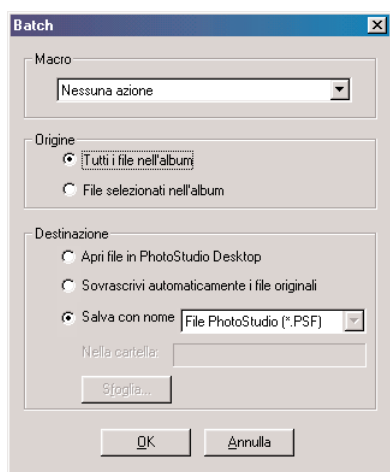 Batch
Macro
Nessuna azione
Origine
Tutti i file nell'album
File selezionati nell'album
Destinazione
Apri file in PhotoStudio Desktop
Sovrascrivi automaticamente i file originali
Salva con nome File PhotoStudio (*.PSF)
Nella cartella:
Sfoglia...
OK Annulla